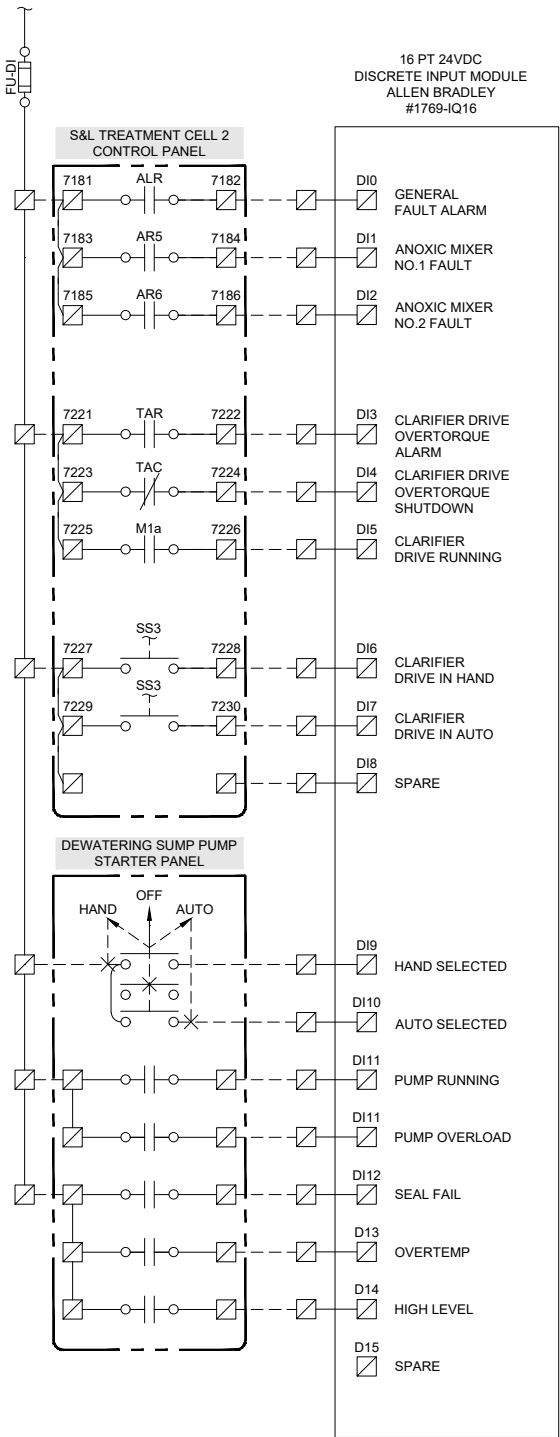 FU-DI
16 PT 24VDC
DISCRETE INPUT MODULE
ALLEN BRADLEY
#1769-IQ16
S&L TREATMENT CELL 2
CONTROL PANEL
7181 ALR 7182 DI0 GENERAL
FAULT ALARM
7183 AR5 7184 DI1 ANOXIC MIXER
NO.1 FAULT
7185 AR6 7186 DI2 ANOXIC MIXER
NO.2 FAULT
7221 TAR 7222 DI3 CLARIFIER DRIVE
OVERTORQUE
ALARM
7223 TAC 7224 DI4 CLARIFIER DRIVE
OVERTORQUE
SHUTDOWN
7225 M1a 7226 DI5 CLARIFIER
DRIVE RUNNING
SS3
7227 7228 DI6 CLARIFIER
DRIVE IN HAND
SS3
7229 7230 DI7 CLARIFIER
DRIVE IN AUTO
DI8 SPARE
DEWATERING SUMP PUMP
STARTER PANEL
OFF
HAND AUTO
DI9 HAND SELECTED
DI10 AUTO SELECTED
DI11 PUMP RUNNING
DI11 PUMP OVERLOAD
DI12 SEAL FAIL
D13 OVERTEMP
D14 HIGH LEVEL
D15 SPARE